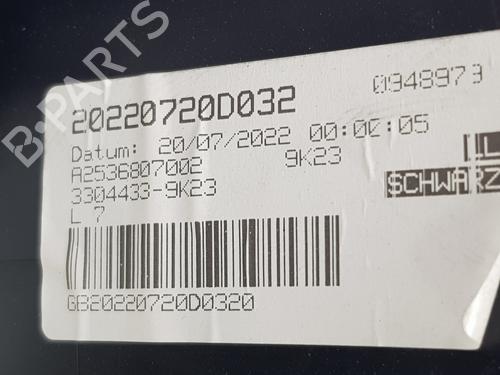 B-PARTS
20220720D032 0948973
Datum: 20/07/2022 00:00:05
A2536807002 9K23
3304433-9K23
L 7
SCHWARZ
GB20220720D0320